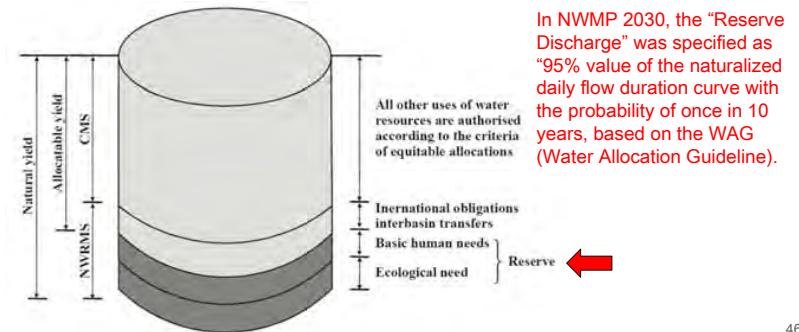 In NWMP 2030, the “Reserve
Discharge” was specified as
“95% value of the naturalized
daily flow duration curve with
the probability of once in 10
years, based on the WAG
(Water Allocation Guideline).
Natural yield
Allocatable yield
CMS
NWRMS
All other uses of water
resources are authorised
according to the criteria
of equitable allocations
Inernational obligations
interbasin transfers
Basic human needs
Ecological need
Reserve
46